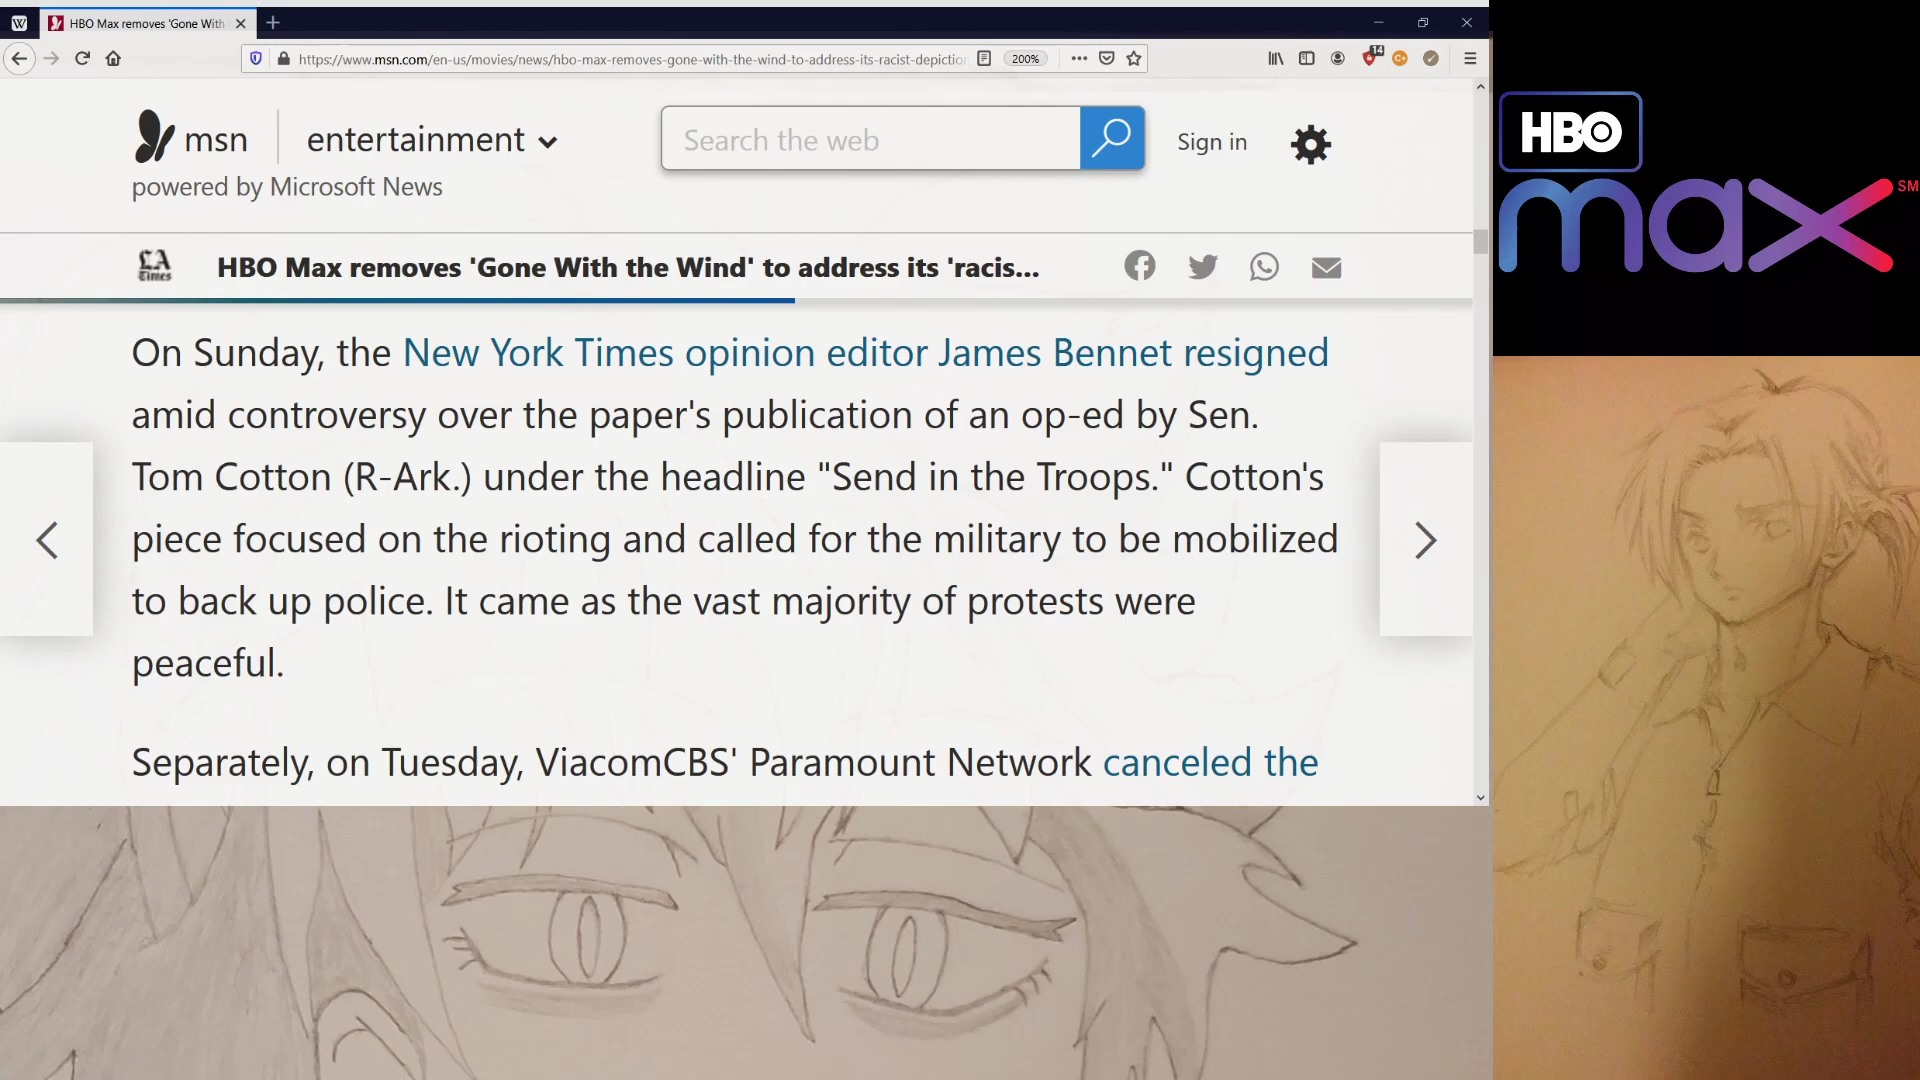 HBO Max removes 'Gone With
https://www.msn.com/en-us/movies/news/hbo-max-removes-gone-with-the-wind-to-address-its-racist-depictio
200%
14
msn
entertainment
Search the web
Sign in
powered by Microsoft News
LA
Times
HBO Max removes 'Gone With the Wind' to address its 'racis...
On Sunday, the New York Times opinion editor James Bennet resigned
amid controversy over the paper's publication of an op-ed by Sen.
Tom Cotton (R-Ark.) under the headline "Send in the Troops." Cotton's
piece focused on the rioting and called for the military to be mobilized
to back up police. It came as the vast majority of protests were
peaceful.
Separately, on Tuesday, ViacomCBS' Paramount Network canceled the
HBO
max SM